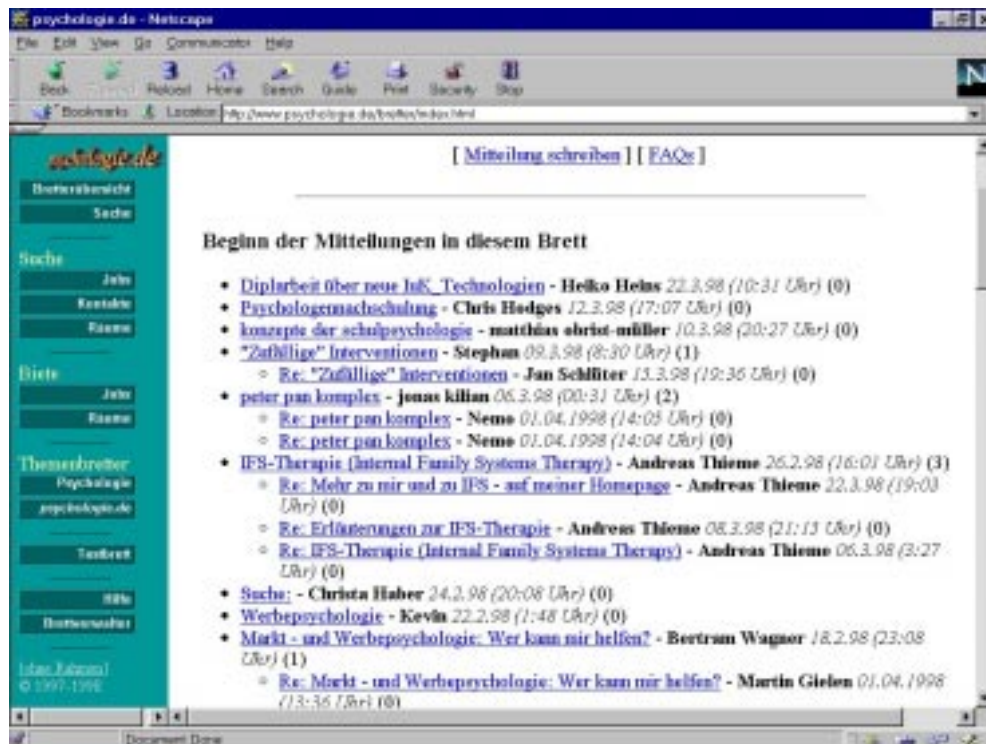 psychologie.de - Netscape
File Edit View Go Communicator Help
Back Forward Reload Home Search Guide Print Security Stop
Bookmarks Location http://www.psychologie.de/bretter/index.html
psychologie.de
Bretterübersicht
Suche
Suche
Jobs
Kontakte
Räume
Biete
Jobs
Räume
Themenbretter
Psychologie
psychologie.de
Testbrett
Hilfe
Brettverwalter
© 1997-1998
[ Mitteilung schreiben ] [ FAQs ]
Beginn der Mitteilungen in diesem Brett
Diplarbeit über neue IuK_Technologien - Heiko Heins 22.3.98 (10:31 Uhr) (0)
Psychologennachschulung - Chris Hodges 12.3.98 (17:07 Uhr) (0)
konzepte der schulpsychologie - matthias obrist-müller 10.3.98 (20:27 Uhr) (0)
"Zufällige" Interventionen - Stephan 09.3.98 (8:30 Uhr) (1)
Re: "Zufällige" Interventionen - Jan Schlüter 15.3.98 (19:36 Uhr) (0)
peter pan komplex - jonas kilian 06.3.98 (00:31 Uhr) (2)
Re: peter pan komplex - Nemo 01.04.1998 (14:05 Uhr) (0)
Re: peter pan komplex - Nemo 01.04.1998 (14:04 Uhr) (0)
IFS-Therapie (Internal Family Systems Therapy) - Andreas Thieme 26.2.98 (16:01 Uhr) (3)
Re: Mehr zu mir und zu IFS - auf meiner Homepage - Andreas Thieme 22.3.98 (19:03
Uhr) (0)
Re: Erläuterungen zur IFS-Therapie - Andreas Thieme 08.3.98 (21:13 Uhr) (0)
Re: IFS-Therapie (Internal Family Systems Therapy) - Andreas Thieme 06.3.98 (3:27
Uhr) (0)
Suche: - Christa Haber 24.2.98 (20:08 Uhr) (0)
Werbepsychologie - Kevin 22.2.98 (1:48 Uhr) (0)
Markt - und Werbepsychologie: Wer kann mir helfen? - Bertram Wagner 18.2.98 (23:08
Uhr) (1)
Re: Markt - und Werbepsychologie: Wer kann mir helfen? - Martin Gielen 01.04.1998
(13:36 Uhr) (0)
Document Done